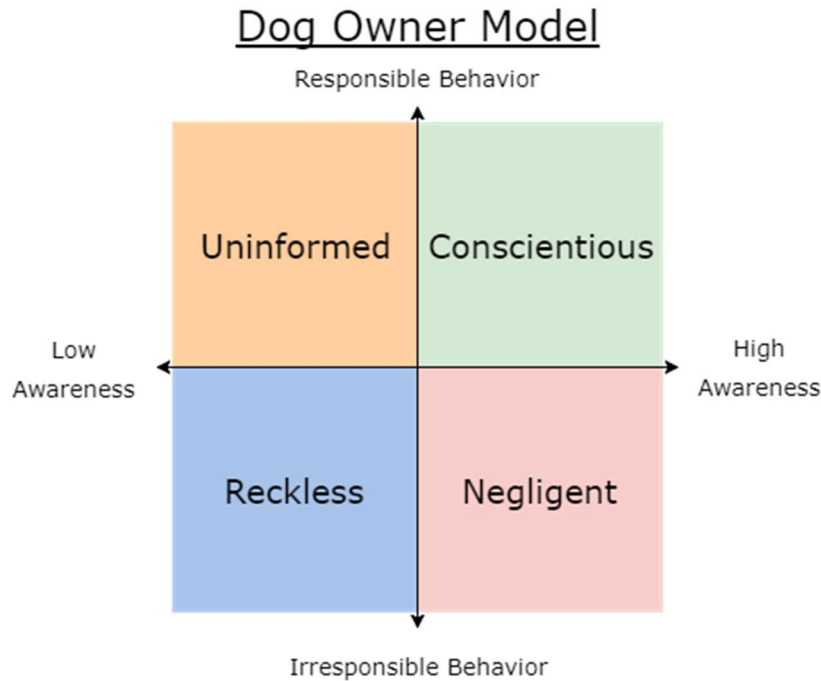 Dog Owner Model
Responsible Behavior
Uninformed
Conscientious
Low
Awareness
High
Awareness
Reckless
Negligent
Irresponsible Behavior